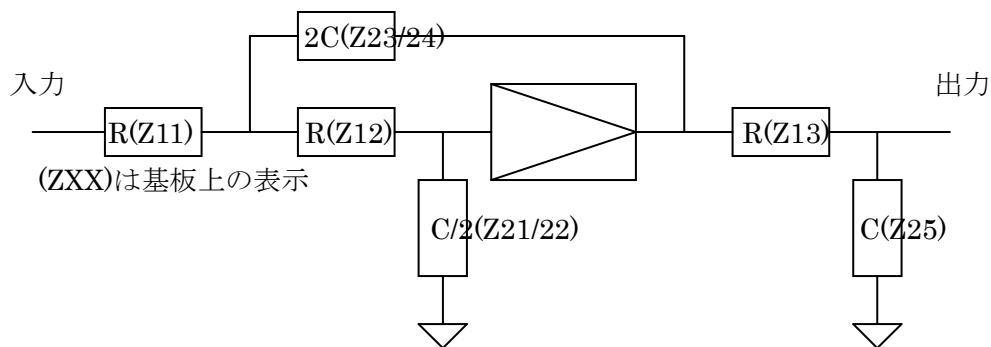 2C(Z23/24)
入力
出力
R(Z11)
R(Z12)
R(Z13)
(ZXX)は基板上の表示
C/2(Z21/22)
C(Z25)